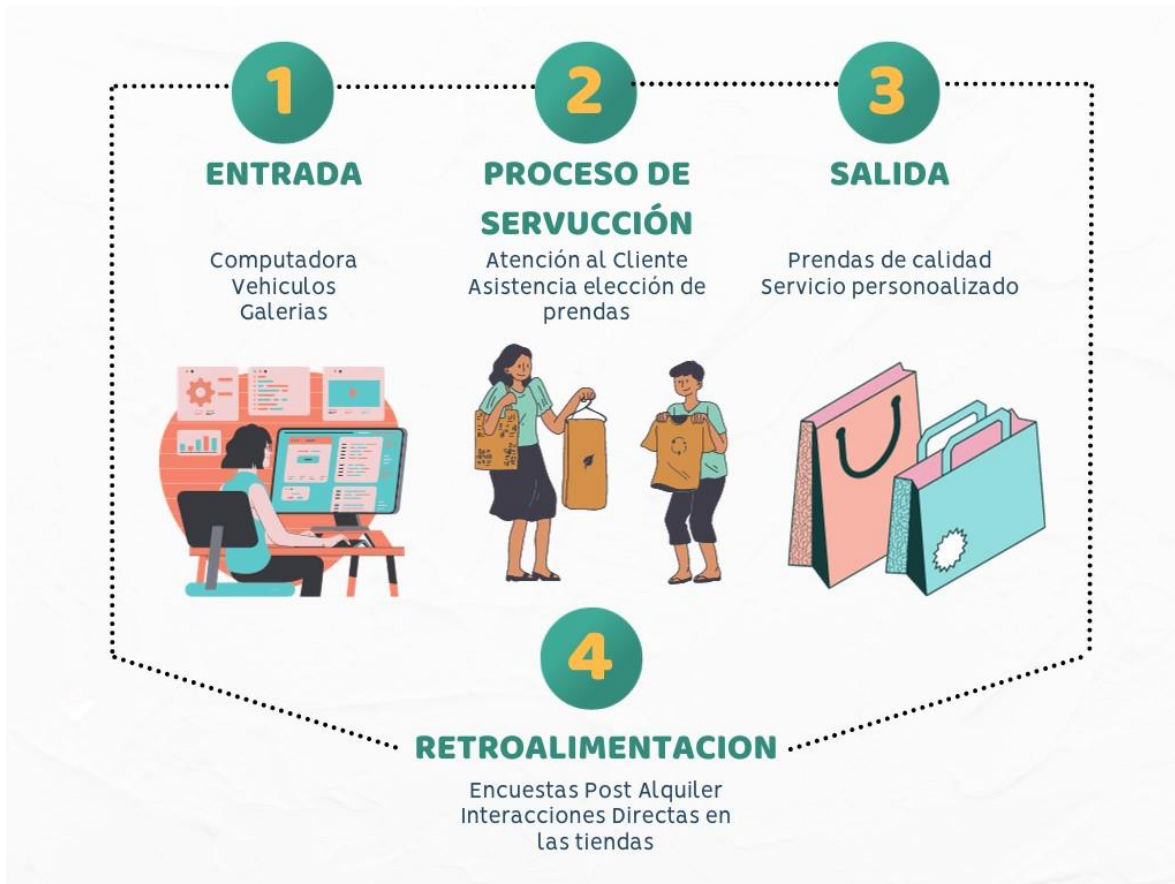 1
ENTRADA
Computadora
Vehiculos
Galerias
2
PROCESO DE
SERVUCCIÓN
Atención al Cliente
Asistencia elección de
prendas
3
SALIDA
Prendas de calidad
Servicio personoalizado
4
RETROALIMENTACION
Encuestas Post Alquiler
Interacciones Directas en
las tiendas